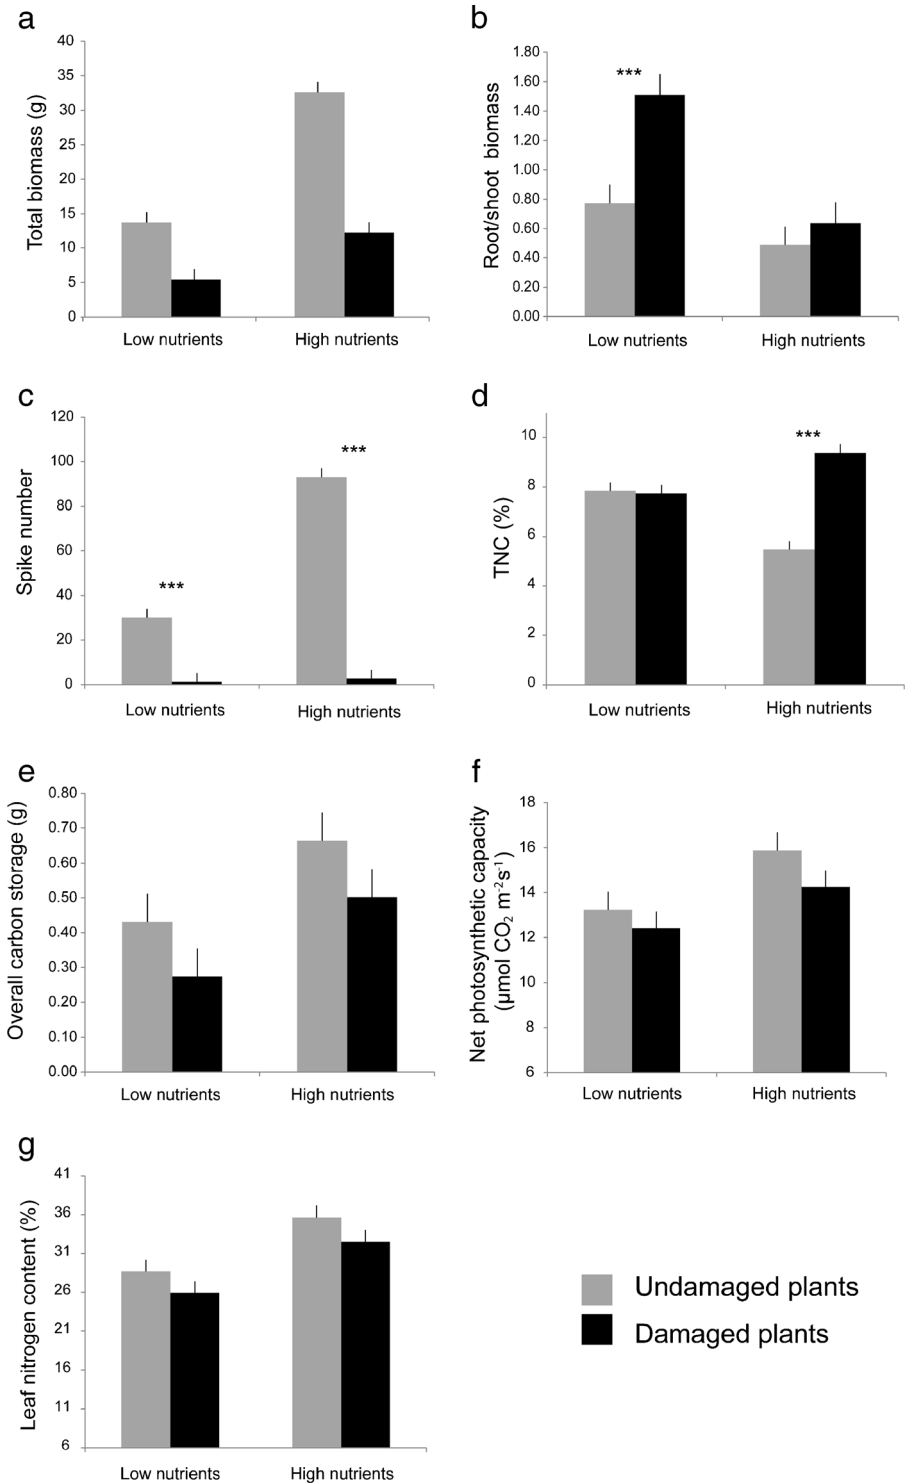 a
Total biomass (g)
40
35
30
25
20
15
10
5
0
Low nutrients
High nutrients
b
Root/shoot biomass
1.80
1.60
1.40
1.20
1.00
0.80
0.60
0.40
0.20
0.00
***
Low nutrients
High nutrients
c
Spike number
120
100
80
60
40
20
0
***
***
Low nutrients
High nutrients
d
TNC (%)
10
8
6
4
2
0
***
Low nutrients
High nutrients
e
Overall carbon storage (g)
0.80
0.70
0.60
0.50
0.40
0.30
0.20
0.10
0.00
Low nutrients
High nutrients
f
Net photosynthetic capacity
(µmol CO₂ m⁻²s⁻¹)
18
16
14
12
10
8
6
Low nutrients
High nutrients
g
Leaf nitrogen content (%)
41
36
31
26
21
16
11
6
Low nutrients
High nutrients
Undamaged plants
Damaged plants